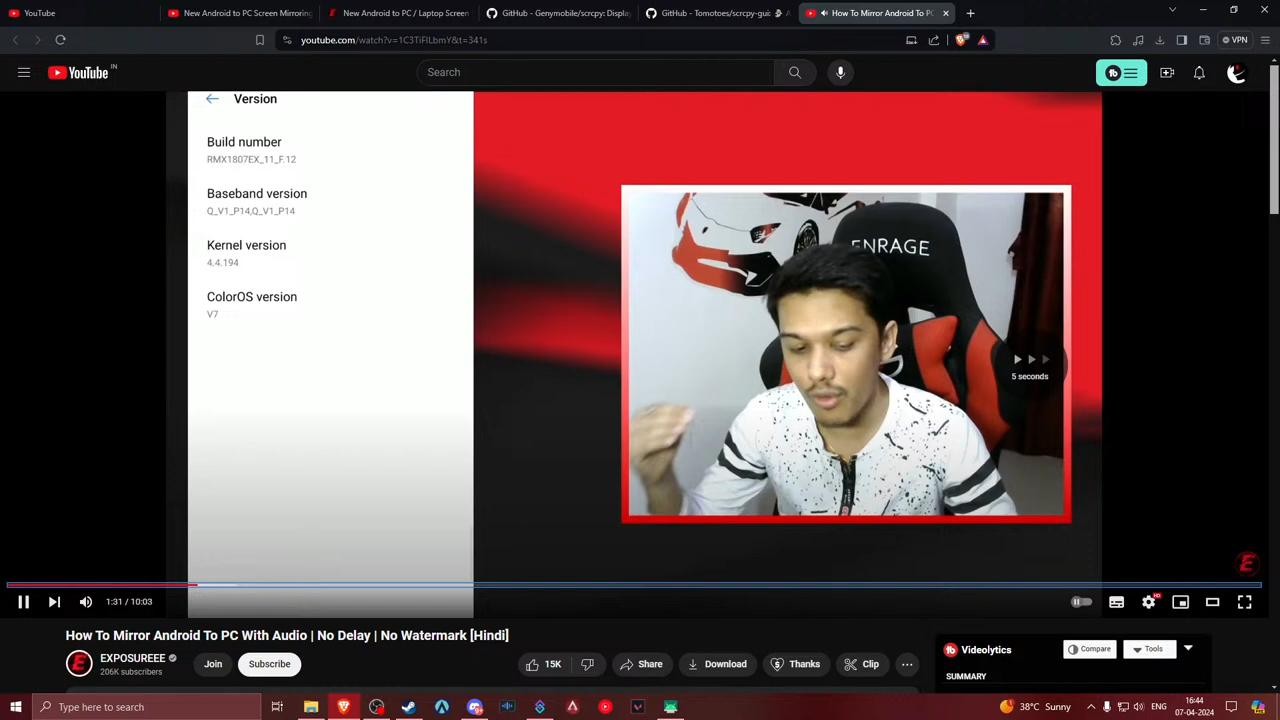 YouTube
New Android to PC Screen Mirroring
New Android to PC / Laptop Screen
GitHub - Genymobile/scrcpy: Display
GitHub - Tomotoes/scrcpy-gui: A
How To Mirror Android To PC
youtube.com/watch?v=1C3TiFILbmY&t=341s
VPN
YouTube IN
Search
Version
Build number
RMX1807EX_11_F.12
Baseband version
Q_V1_P14,Q_V1_P14
Kernel version
4.4.194
ColorOS version
V7
ENRAGE
5 seconds
1:31 / 10:03
HD
How To Mirror Android To PC With Audio | No Delay | No Watermark [Hindi]
EXPOSUREEE
206K subscribers
Join
Subscribe
15K
Share
Download
Thanks
Clip
Videolytics
Compare
Tools
SUMMARY
Type here to search
38°C Sunny
ENG
16:44
07-04-2024